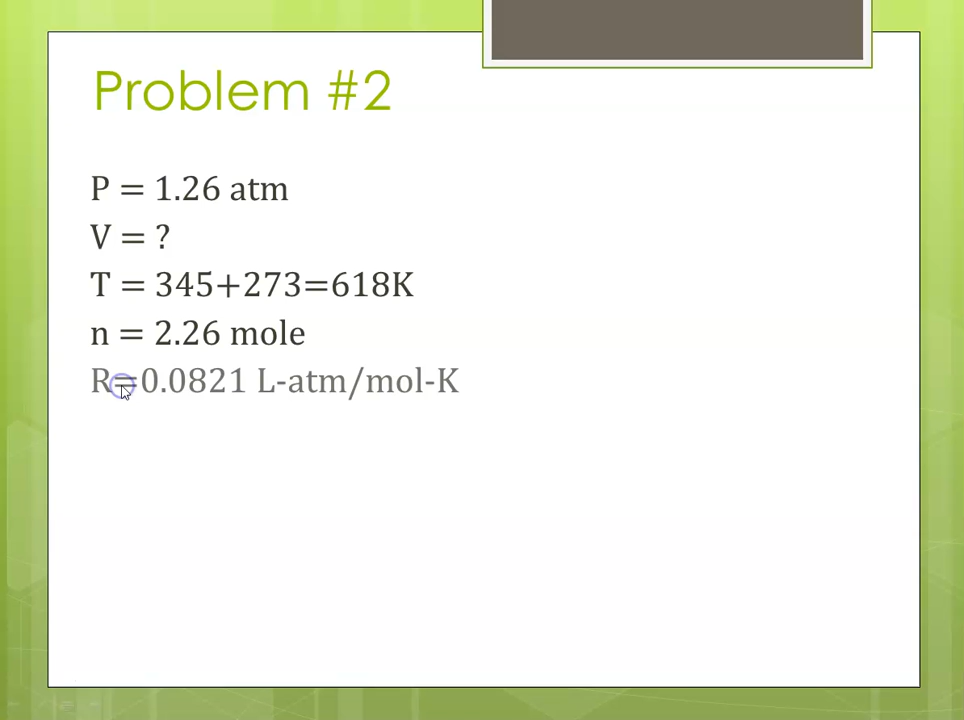 Problem #2
P = 1.26 atm
V = ?
T = 345+273=618K
n = 2.26 mole
R=0.0821 L-atm/mol-K